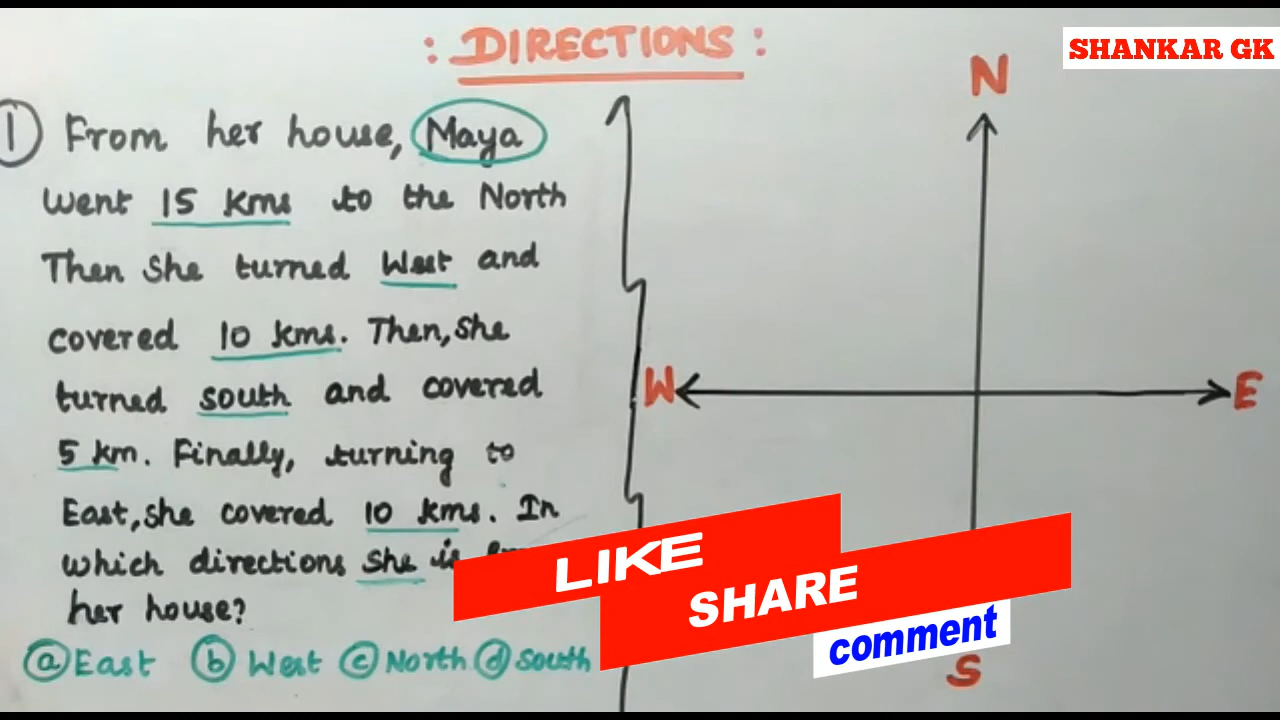 : DIRECTIONS :
SHANKAR GK
N
1 From her house, Maya
Went 15 kms to the North
Then she turned West and
covered 10 kms. Then, she
turned south and covered
5 km. Finally, turning to
East, she covered 10 kms. In
which directions she is
her house?
a East b West c North d South
W
E
S
LIKE
SHARE
comment